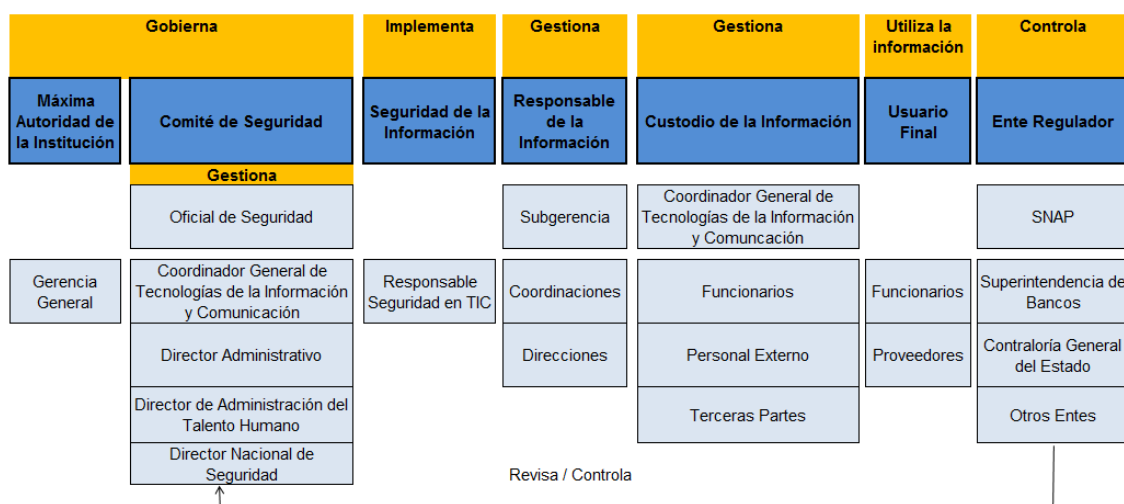 Gobierna
Implementa
Gestiona
Gestiona
Utiliza la
información
Controla
Máxima
Autoridad de
la Institución
Comité de Seguridad
Seguridad de la
Información
Responsable
de la
Información
Custodio de la Información
Usuario
Final
Ente Regulador
Gestiona
Oficial de Seguridad
Subgerencia
Coordinador General de
Tecnologías de la Información
y Comuncación
SNAP
Gerencia
General
Coordinador General de
Tecnologías de la Información
y Comunicación
Responsable
Seguridad en TIC
Coordinaciones
Funcionarios
Funcionarios
Superintendencia de
Bancos
Director Administrativo
Direcciones
Personal Externo
Proveedores
Contraloría General
del Estado
Director de Administración del
Talento Humano
Terceras Partes
Otros Entes
Director Nacional de
Seguridad
Revisa / Controla